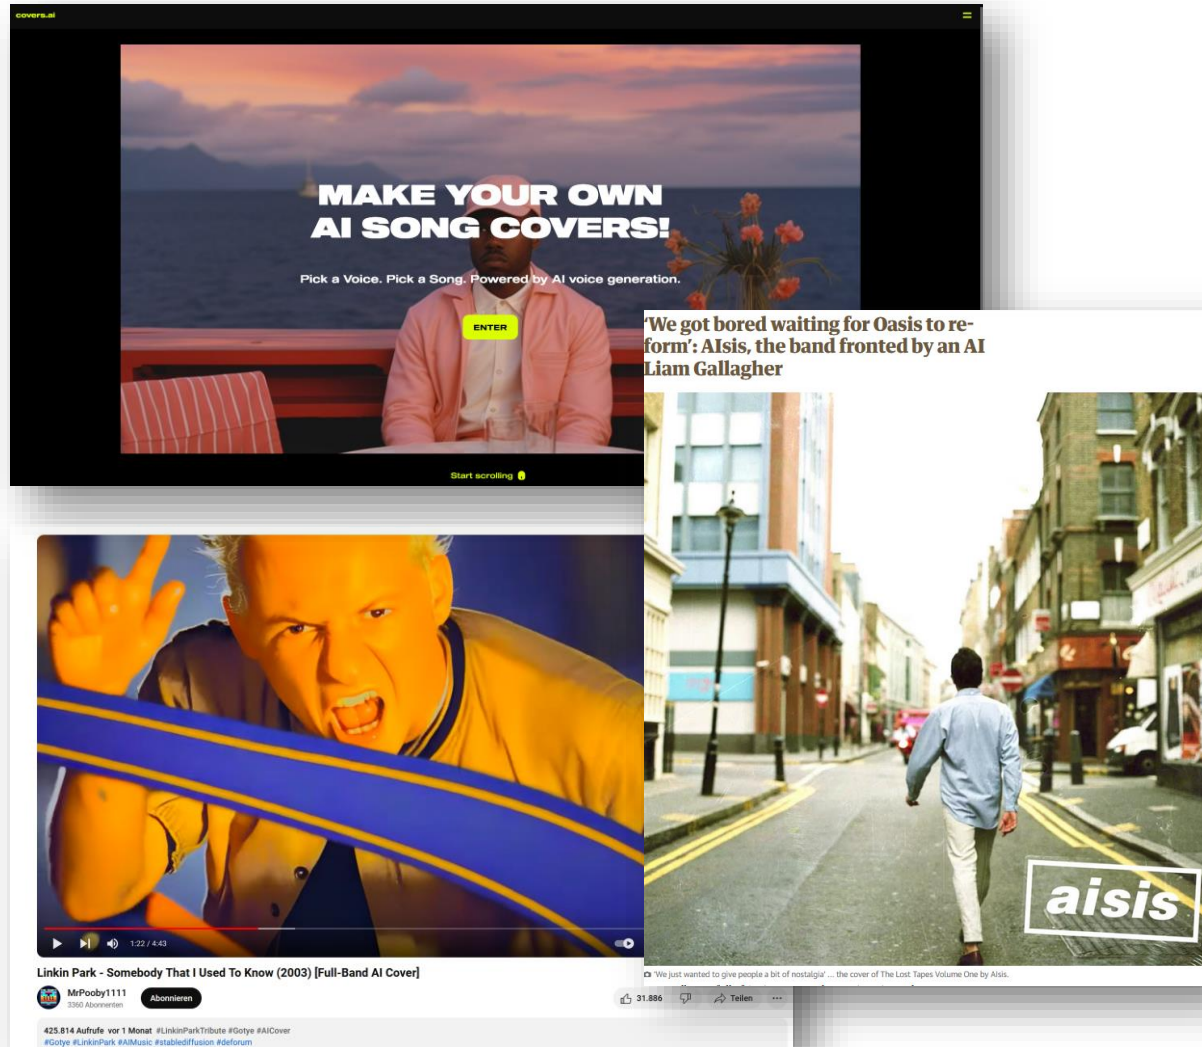 covers.ai
MAKE YOUR OWN
AI SONG COVERS!
Pick a Voice. Pick a Song. Powered by AI voice generation.
ENTER
Start scrolling
‘We got bored waiting for Oasis to re-
form’: AIsis, the band fronted by an AI
Liam Gallagher
aisis
‘We just wanted to give people a bit of nostalgia’ ... the cover of The Lost Tapes Volume One by Aisis.
1:22 / 4:43
Linkin Park - Somebody That I Used To Know (2003) [Full-Band AI Cover]
MrPooby1111
3360 Abonnenten
Abonnieren
31.886
Teilen
425.814 Aufrufe vor 1 Monat #LinkinParkTribute #Gotye #AICover
#Gotye #LinkinPark #AIMusic #stablediffusion #deforum